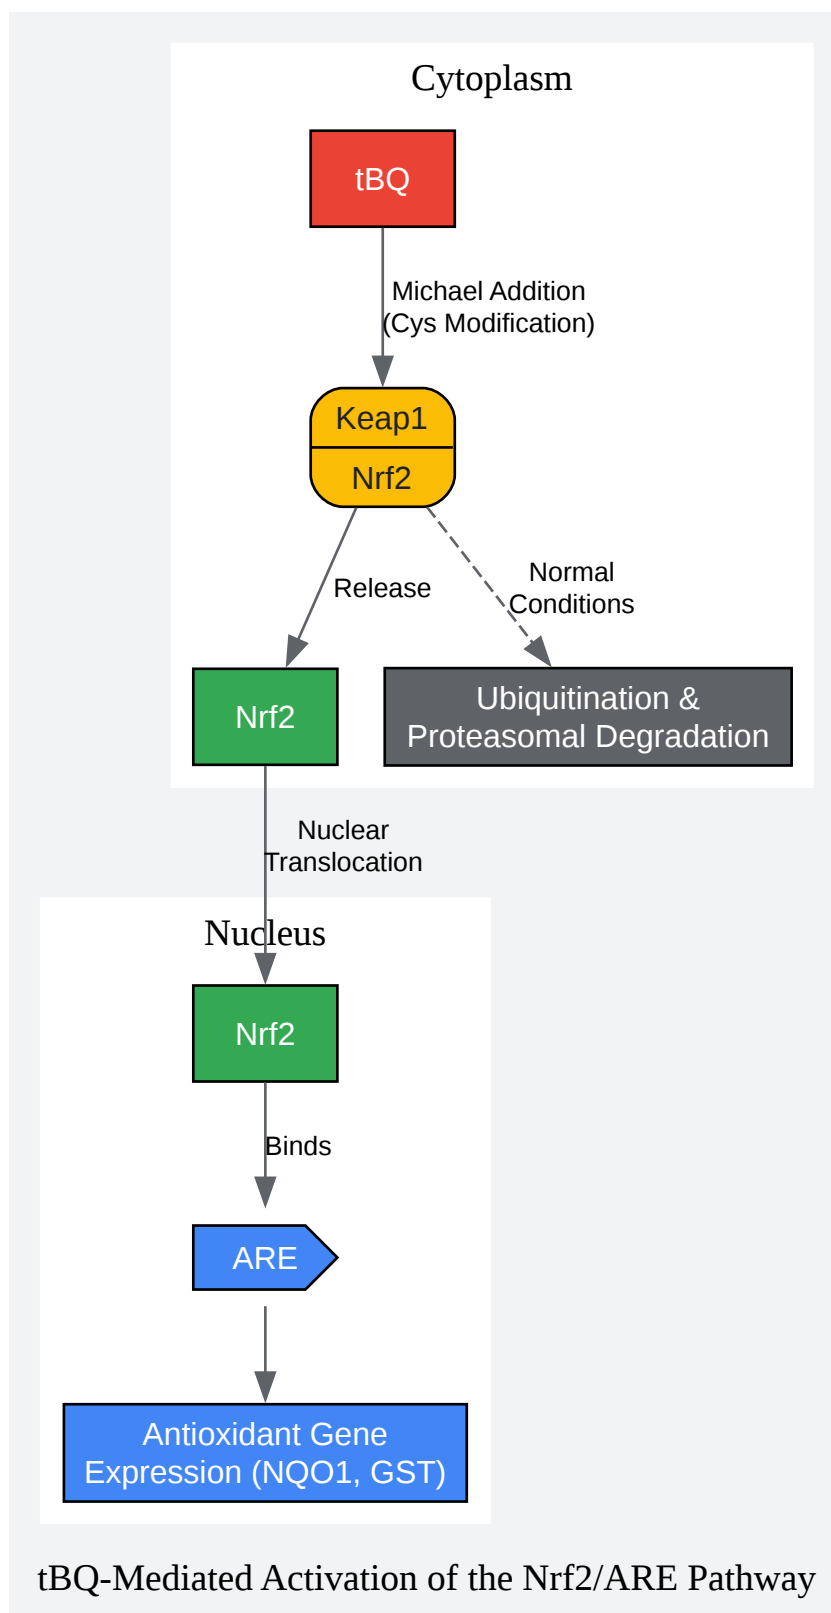 Cytoplasm
tBQ
Michael Addition
(Cys Modification)
Keap1
Nrf2
Release
Normal
Conditions
Nrf2
Ubiquitination &
Proteasomal Degradation
Nuclear
Translocation
Nucleus
Nrf2
Binds
ARE
Antioxidant Gene
Expression (NQO1, GST)
tBQ-Mediated Activation of the Nrf2/ARE Pathway